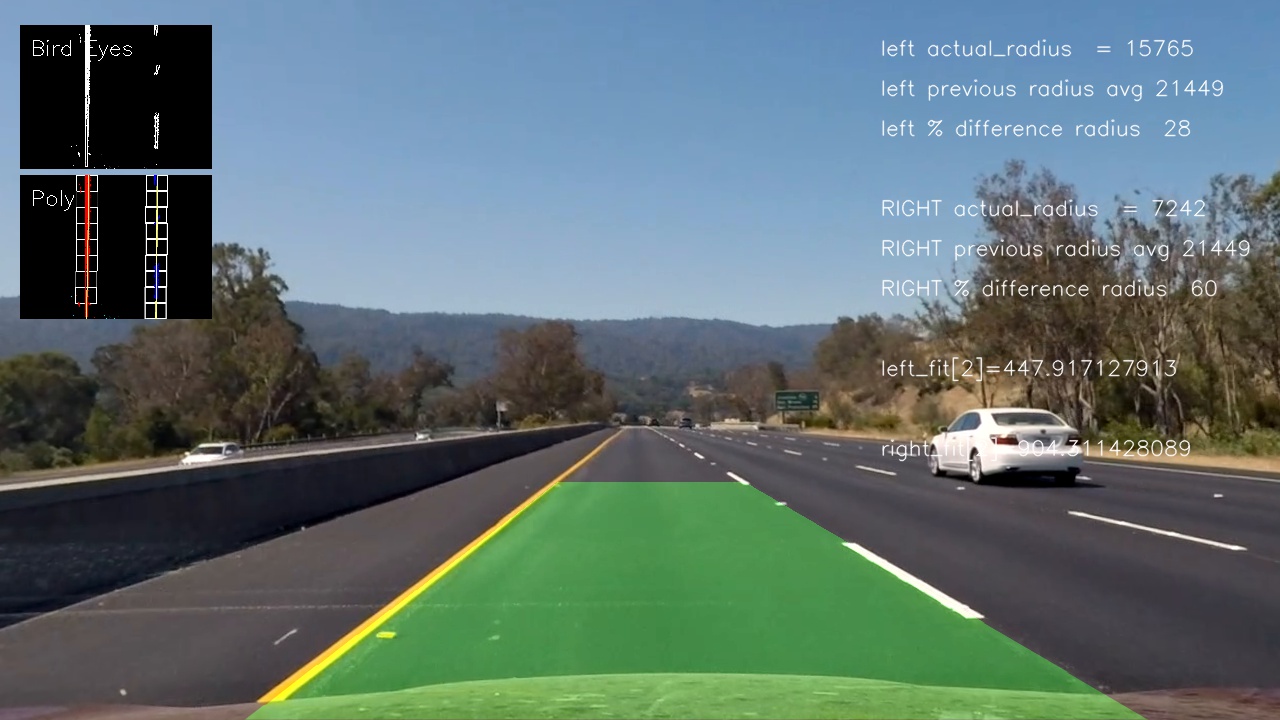 Bird Eyes
Poly
left actual_radius = 15765
left previous radius avg 21449
left % difference radius 28
RIGHT actual_radius = 7242
RIGHT previous radius avg 21449
RIGHT % difference radius 60
left_fit[2]=447.917127913
904.311428089